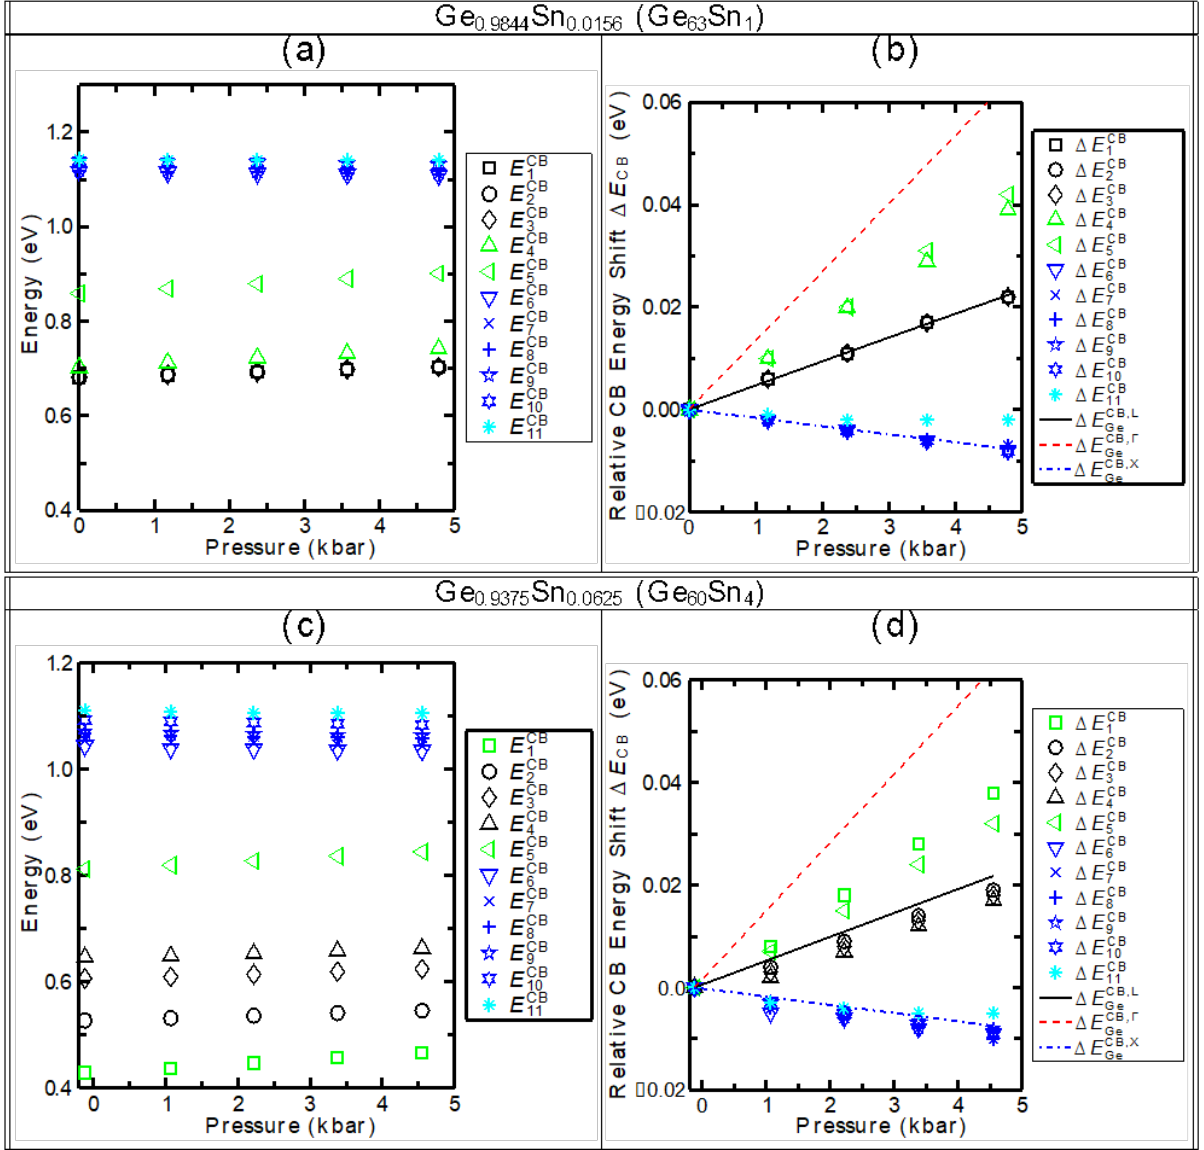 Ge0.9844Sn0.0156 (Ge63Sn1)
(a)
1.2
1.0
0.8
0.6
0.4
0 1 2 3 4 5
Energy (eV)
Pressure (kbar)
E1CB
E2CB
E3CB
E4CB
E5CB
E6CB
E7CB
E8CB
E9CB
E10CB
E11CB
(b)
0.06
0.04
0.02
0.00
□0.02
0 1 2 3 4 5
Relative CB Energy Shift ΔECB (eV)
Pressure (kbar)
ΔE1CB
ΔE2CB
ΔE3CB
ΔE4CB
ΔE5CB
ΔE6CB
ΔE7CB
ΔE8CB
ΔE9CB
ΔE10CB
ΔE11CB
ΔEGeCB,L
ΔEGeCB,Γ
ΔEGeCB,X
Ge0.9375Sn0.0625 (Ge60Sn4)
(c)
1.2
1.0
0.8
0.6
0.4
0 1 2 3 4 5
Energy (eV)
Pressure (kbar)
E1CB
E2CB
E3CB
E4CB
E5CB
E6CB
E7CB
E8CB
E9CB
E10CB
E11CB
(d)
0.06
0.04
0.02
0.00
□0.02
0 1 2 3 4 5
Relative CB Energy Shift ΔECB (eV)
Pressure (kbar)
ΔE1CB
ΔE2CB
ΔE3CB
ΔE4CB
ΔE5CB
ΔE6CB
ΔE7CB
ΔE8CB
ΔE9CB
ΔE10CB
ΔE11CB
ΔEGeCB,L
ΔEGeCB,Γ
ΔEGeCB,X